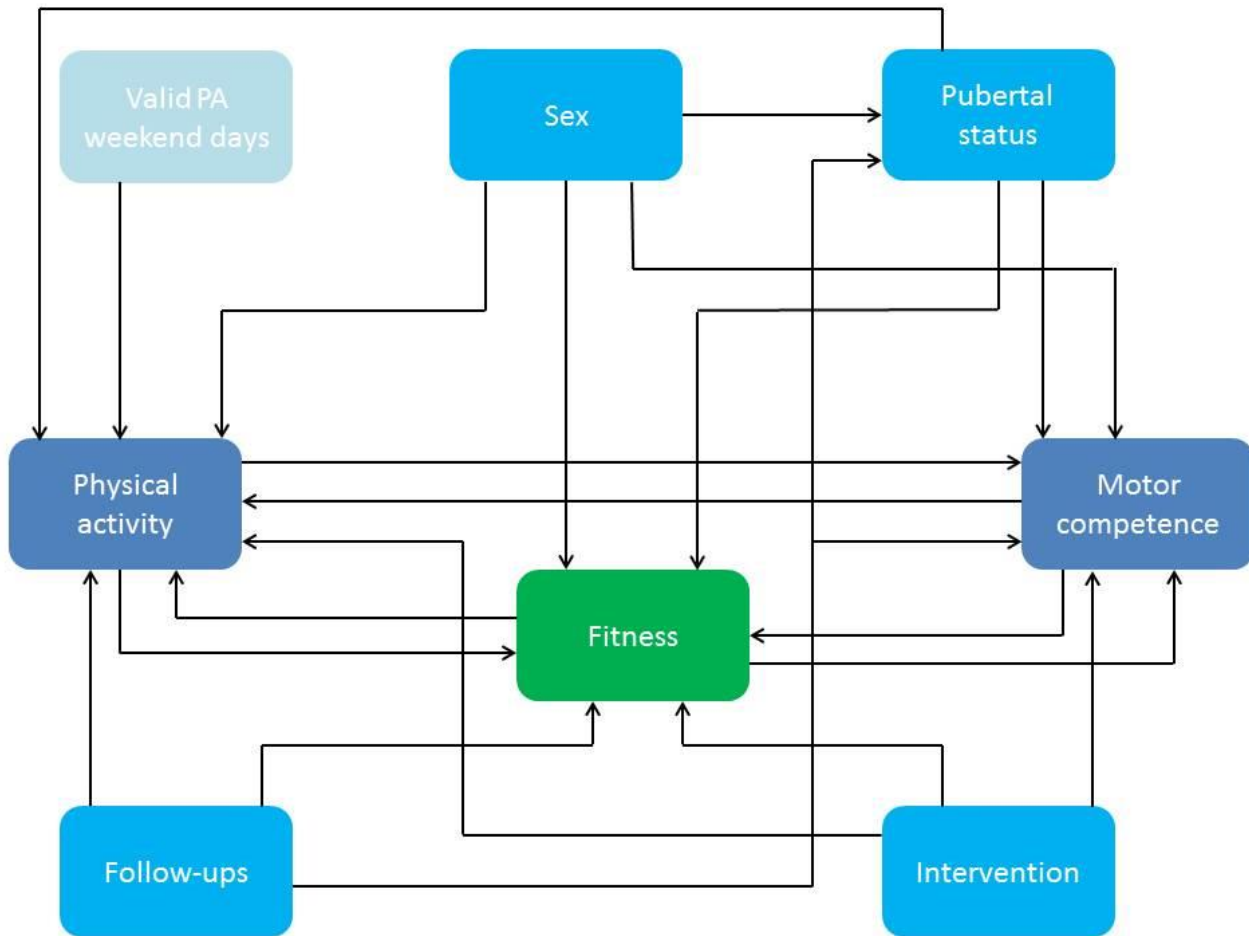 Valid PA
weekend days
Sex
Pubertal
status
Physical
activity
Motor
competence
Fitness
Follow-ups
Intervention